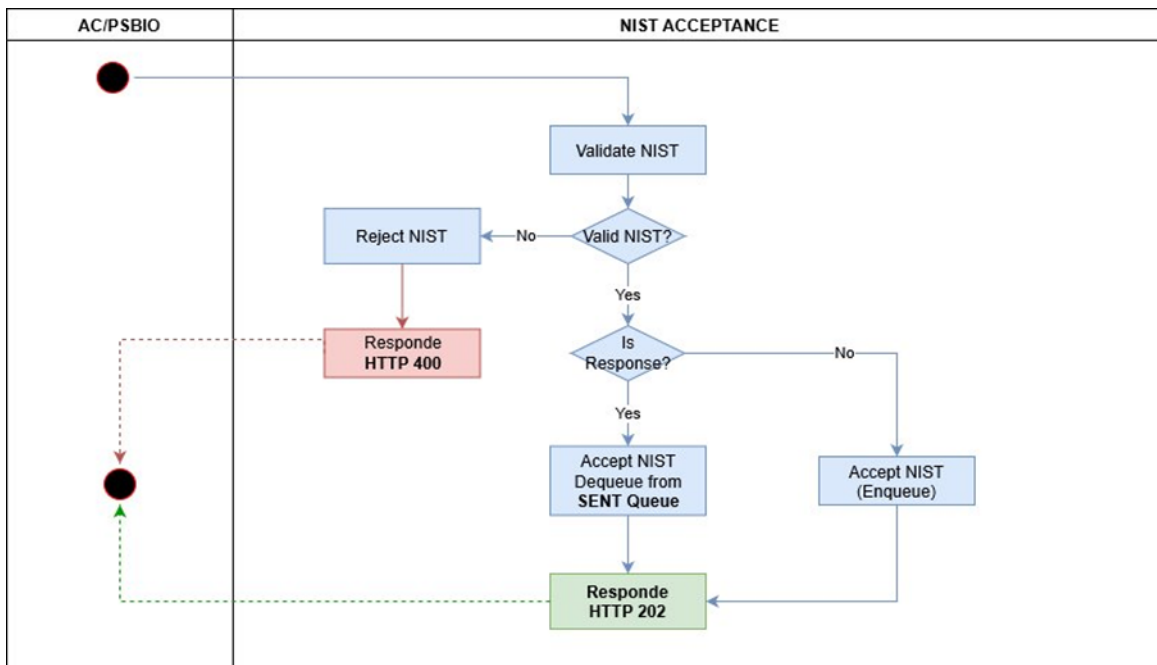 AC/PSBIO
NIST ACCEPTANCE
Validate NIST
Valid NIST?
No
Reject NIST
Yes
Responde
HTTP 400
Is
Response?
No
Yes
Accept NIST
Dequeue from
SENT Queue
Accept NIST
(Enqueue)
Responde
HTTP 202